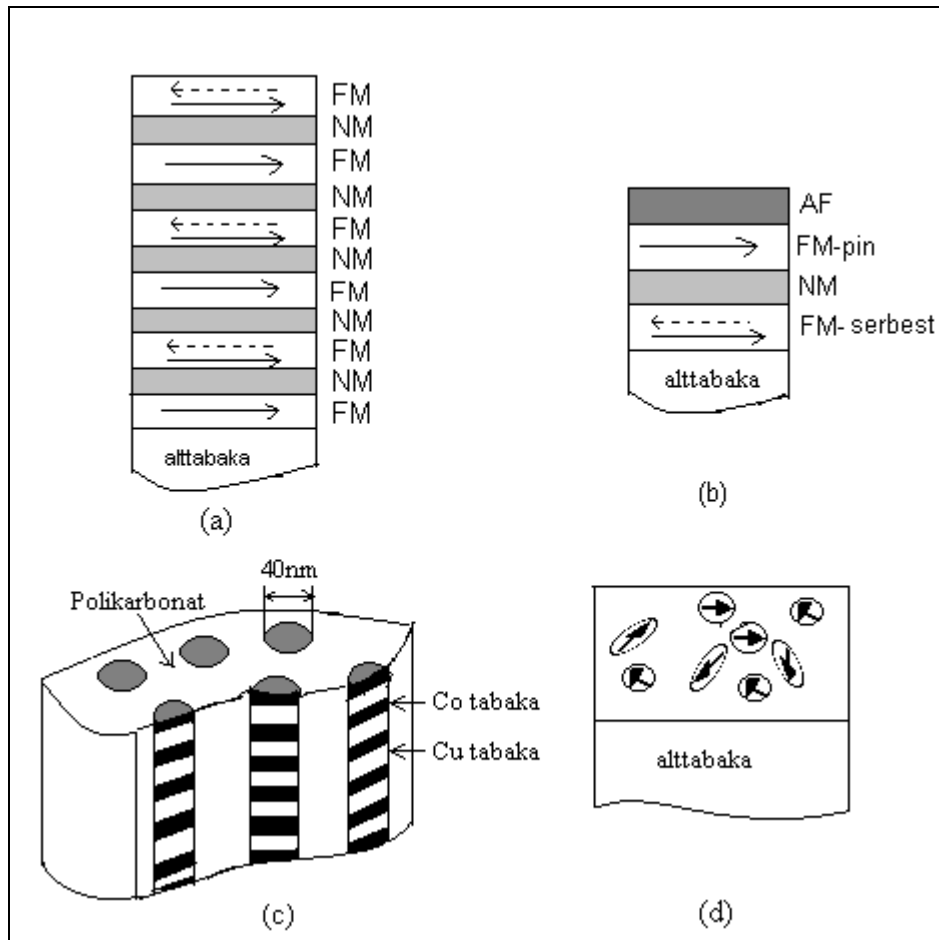 FM
NM
FM
NM
FM
NM
FM
NM
FM
NM
FM
alttabaka
(a)
AF
FM-pin
NM
FM- serbest
alttabaka
(b)
40nm
Polikarbonat
Co tabaka
Cu tabaka
(c)
alttabaka
(d)